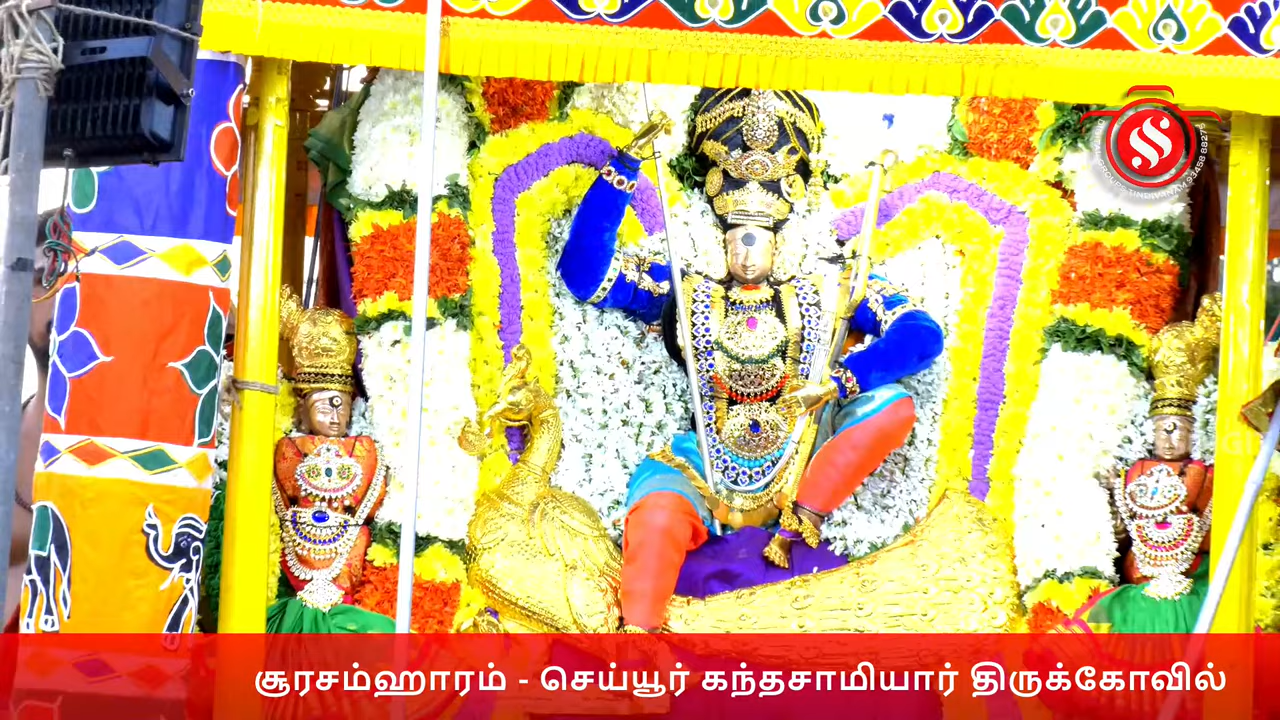 சூரசம்ஹாரம் - செய்யூர் கந்தசாமியார் திருக்கோவில்